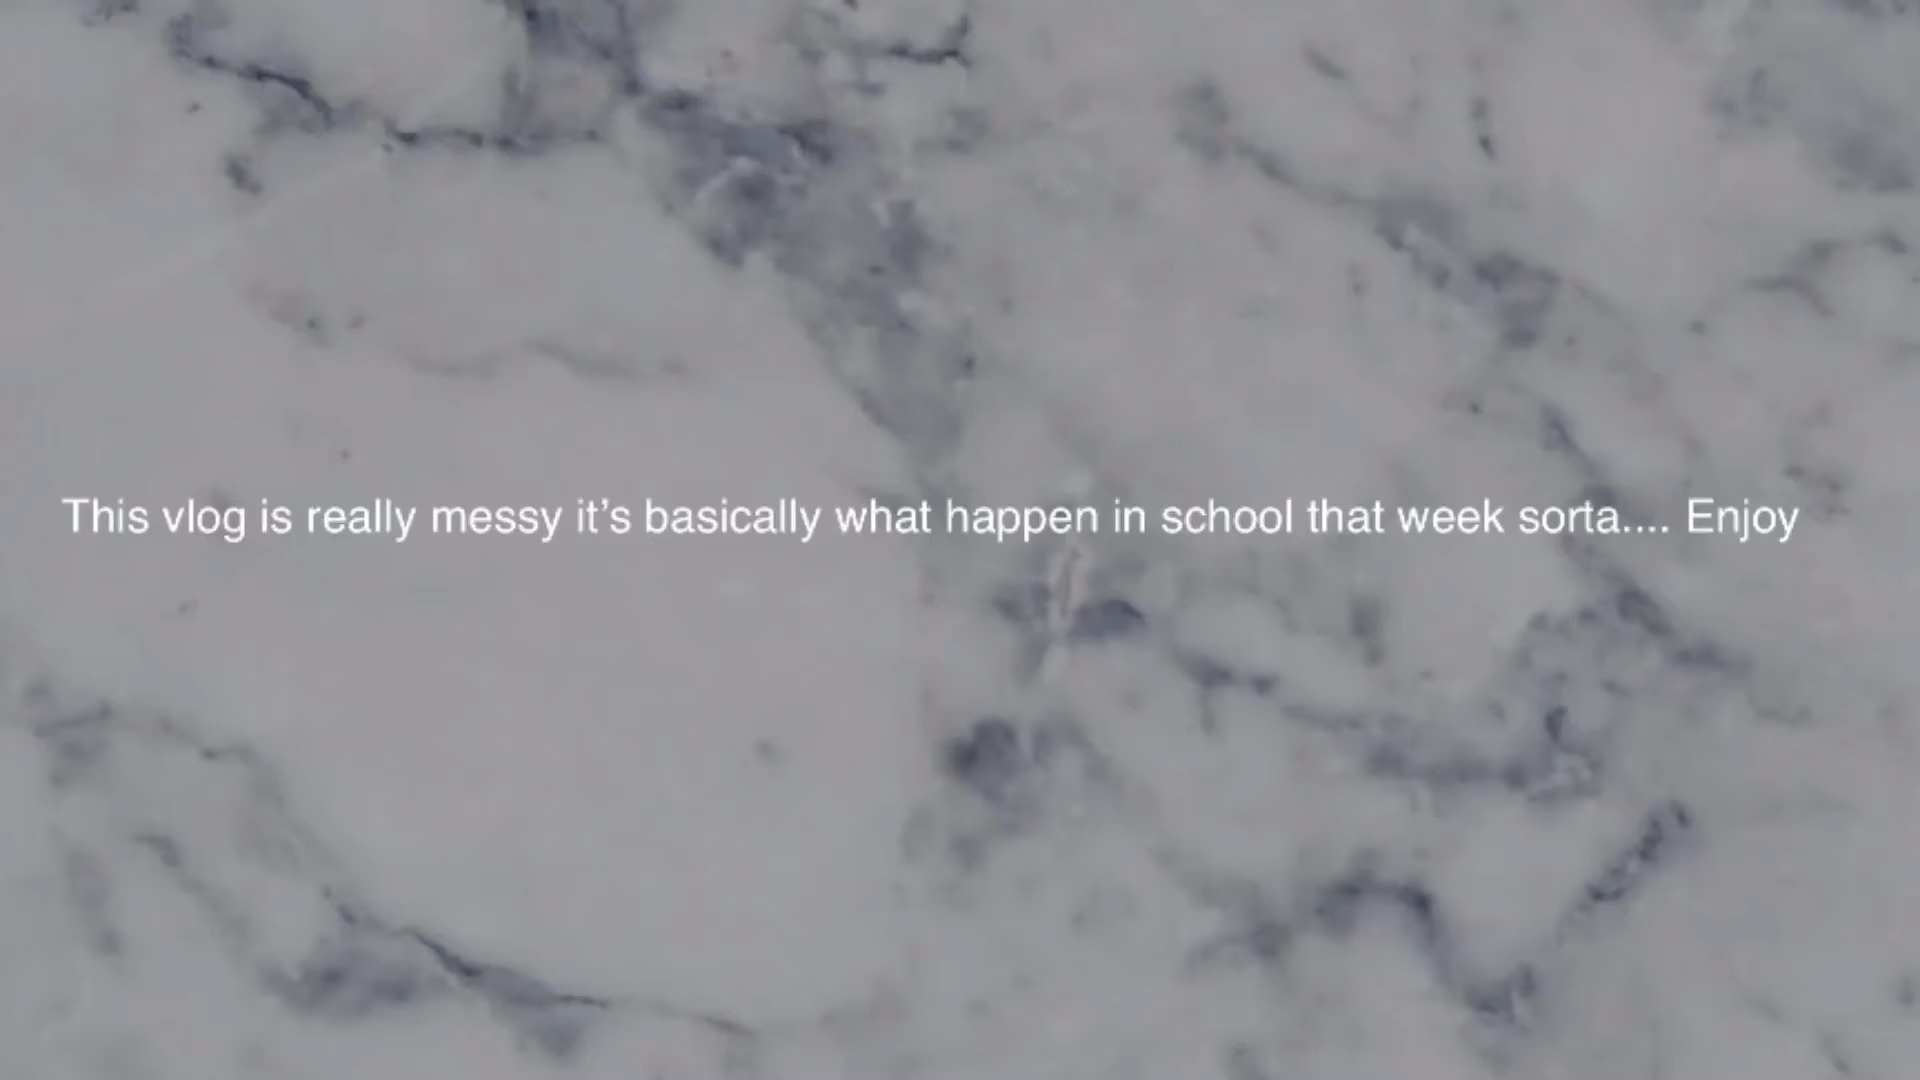 This vlog is really messy it’s basically what happen in school that week sorta.... Enjoy